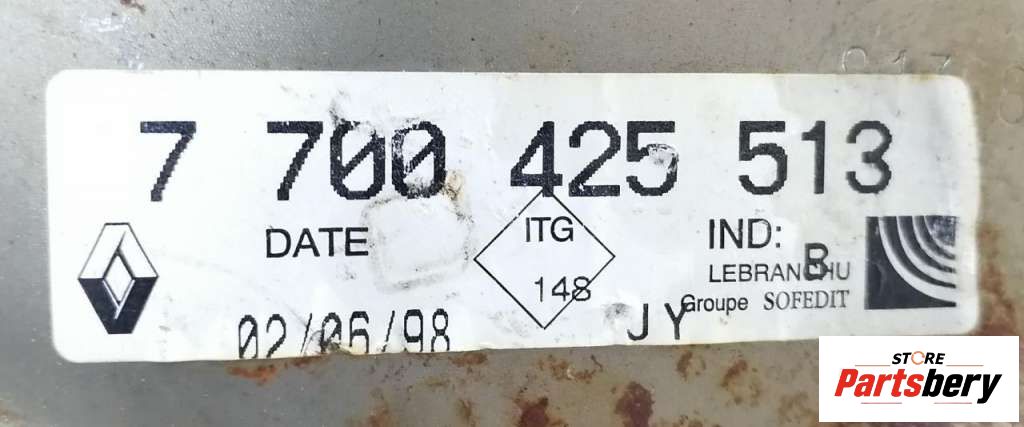 7 700 425 513
DATE
ITG
148
IND: B
LEBRANCHU
Groupe SOFEDIT
02/06/98
JY
STORE
Partsbery